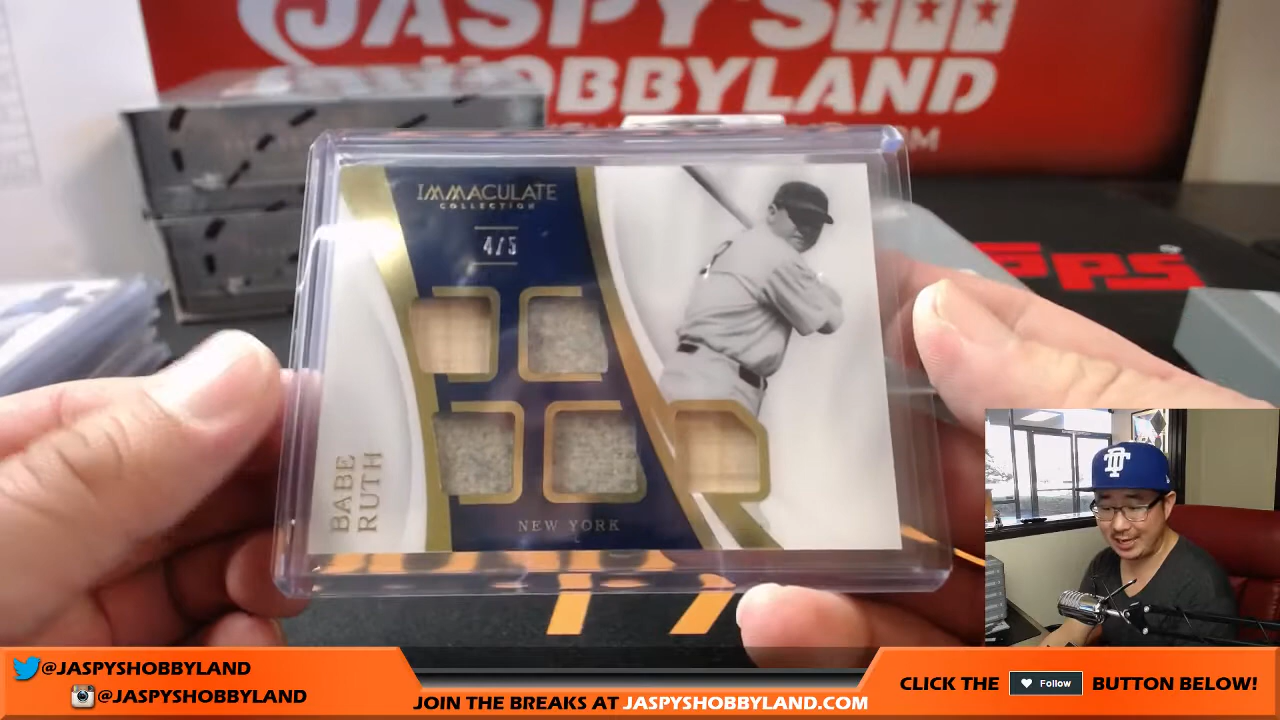 JASPY'S
HOBBYLAND
IMMACULATE
COLLECTION
4/5
BABE
RUTH
NEW YORK
@JASPYSHOBBYLAND
@JASPYSHOBBYLAND
JOIN THE BREAKS AT JASPYSHOBBYLAND.COM
CLICK THE Follow BUTTON BELOW!